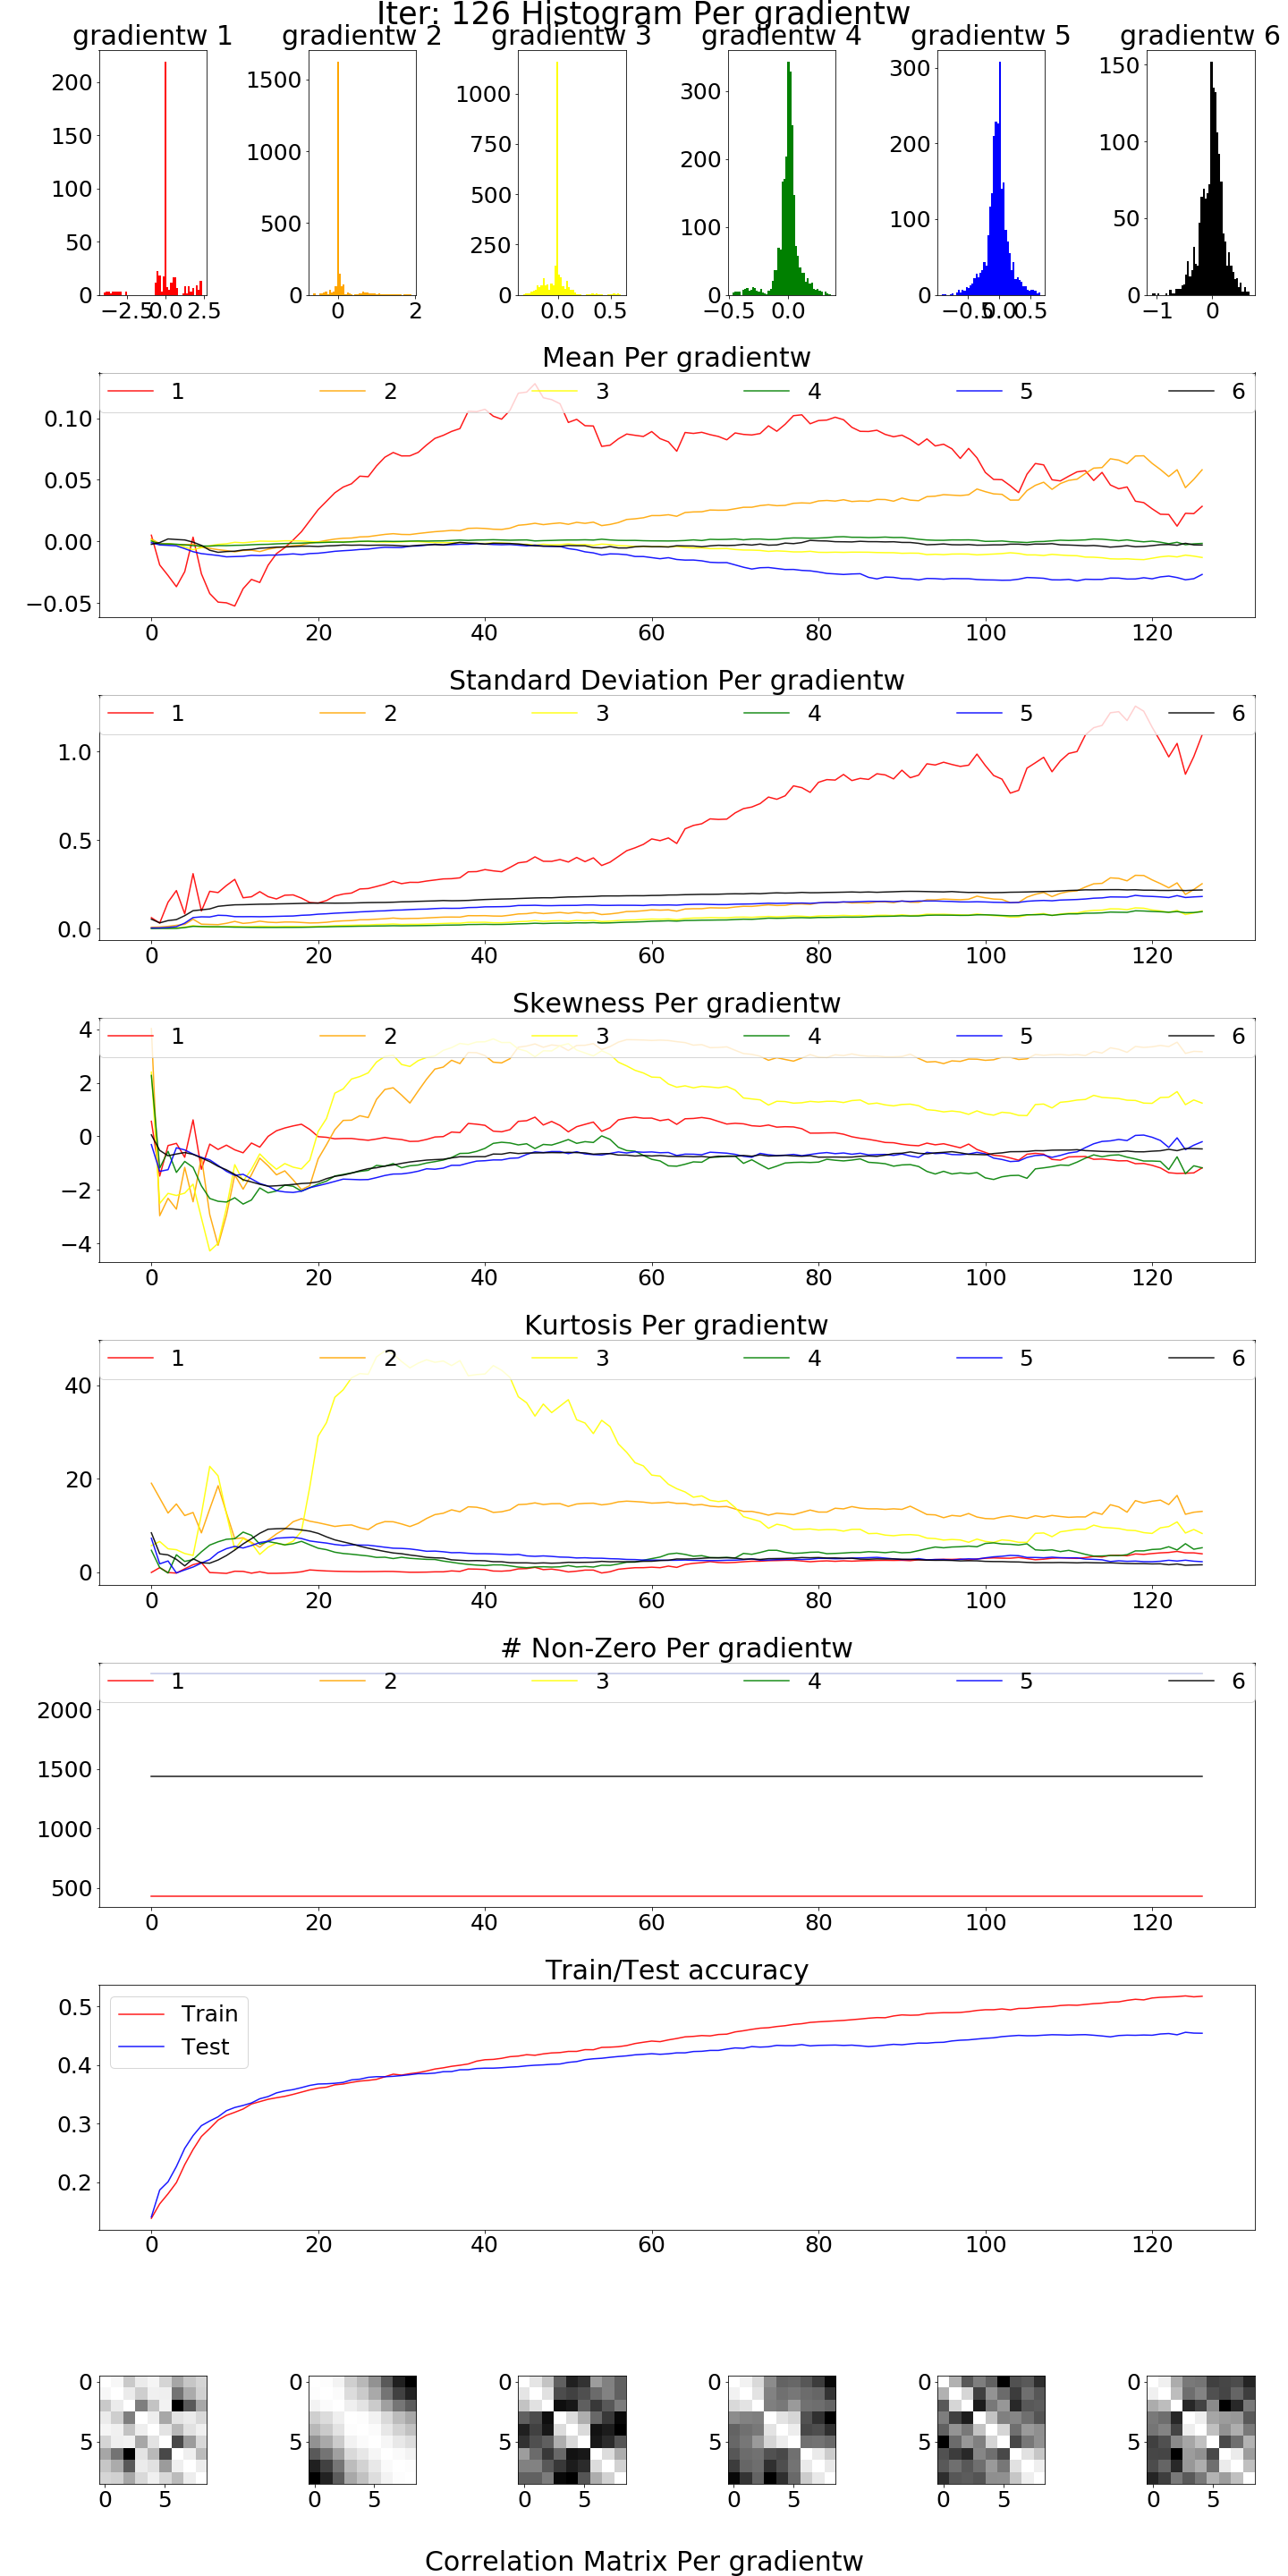 Iter: 126 Histogram Per gradientw
gradientw 1 gradientw 2 gradientw 3 gradientw 4 gradientw 5 gradientw 6
200 150 100 50 0
−2.5 0.0 2.5
1500 1000 500 0
0 2
1000 750 500 250 0
0.0 0.5
300 200 100 0
−0.5 0.0
300 200 100 0
−0.5 0.0 0.5
150 100 50 0
−1 0
Mean Per gradientw
1 2 3 4 5 6
0.10
0.05
0.00
−0.05
0 20 40 60 80 100 120
Standard Deviation Per gradientw
1 2 3 4 5 6
1.0
0.5
0.0
0 20 40 60 80 100 120
Skewness Per gradientw
1 2 3 4 5 6
4
2
0
−2
−4
0 20 40 60 80 100 120
Kurtosis Per gradientw
1 2 3 4 5 6
40
20
0
0 20 40 60 80 100 120
# Non-Zero Per gradientw
1 2 3 4 5 6
2000
1500
1000
500
0 20 40 60 80 100 120
Train/Test accuracy
Train
Test
0.5
0.4
0.3
0.2
0 20 40 60 80 100 120
0 0 0 0 0 0
5 5 5 5 5 5
0 5 0 5 0 5 0 5 0 5 0 5
Correlation Matrix Per gradientw